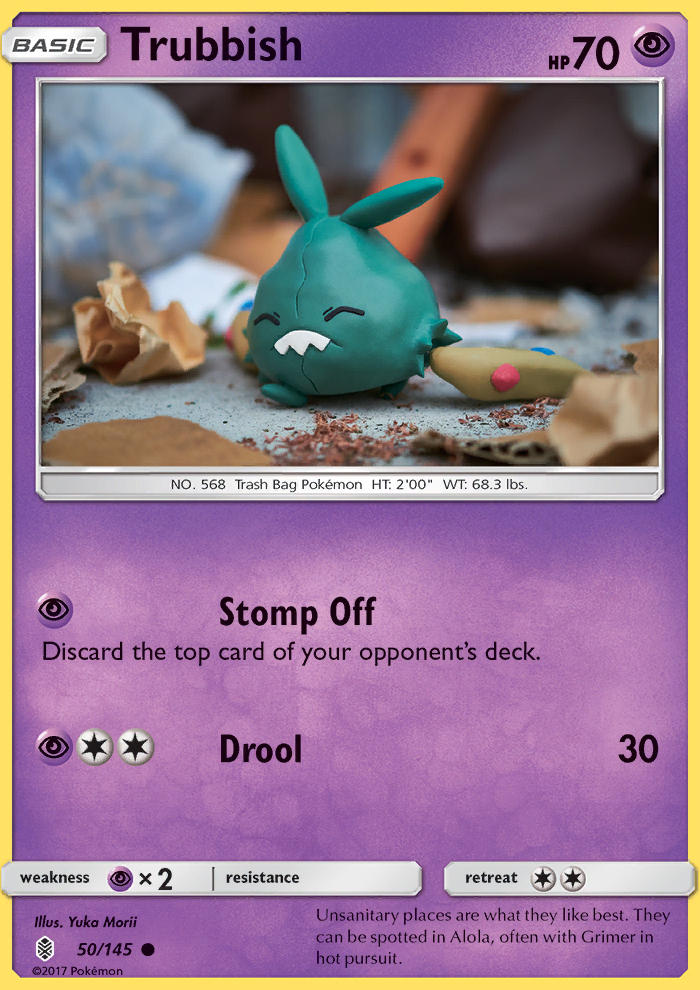 BASIC Trubbish HP 70
NO. 568 Trash Bag Pokémon HT: 2'00" WT: 68.3 lbs.
Stomp Off
Discard the top card of your opponent's deck.
Drool 30
weakness ×2 resistance retreat
Illus. Yuka Morii
50/145
©2017 Pokémon
Unsanitary places are what they like best. They
can be spotted in Alola, often with Grimer in
hot pursuit.